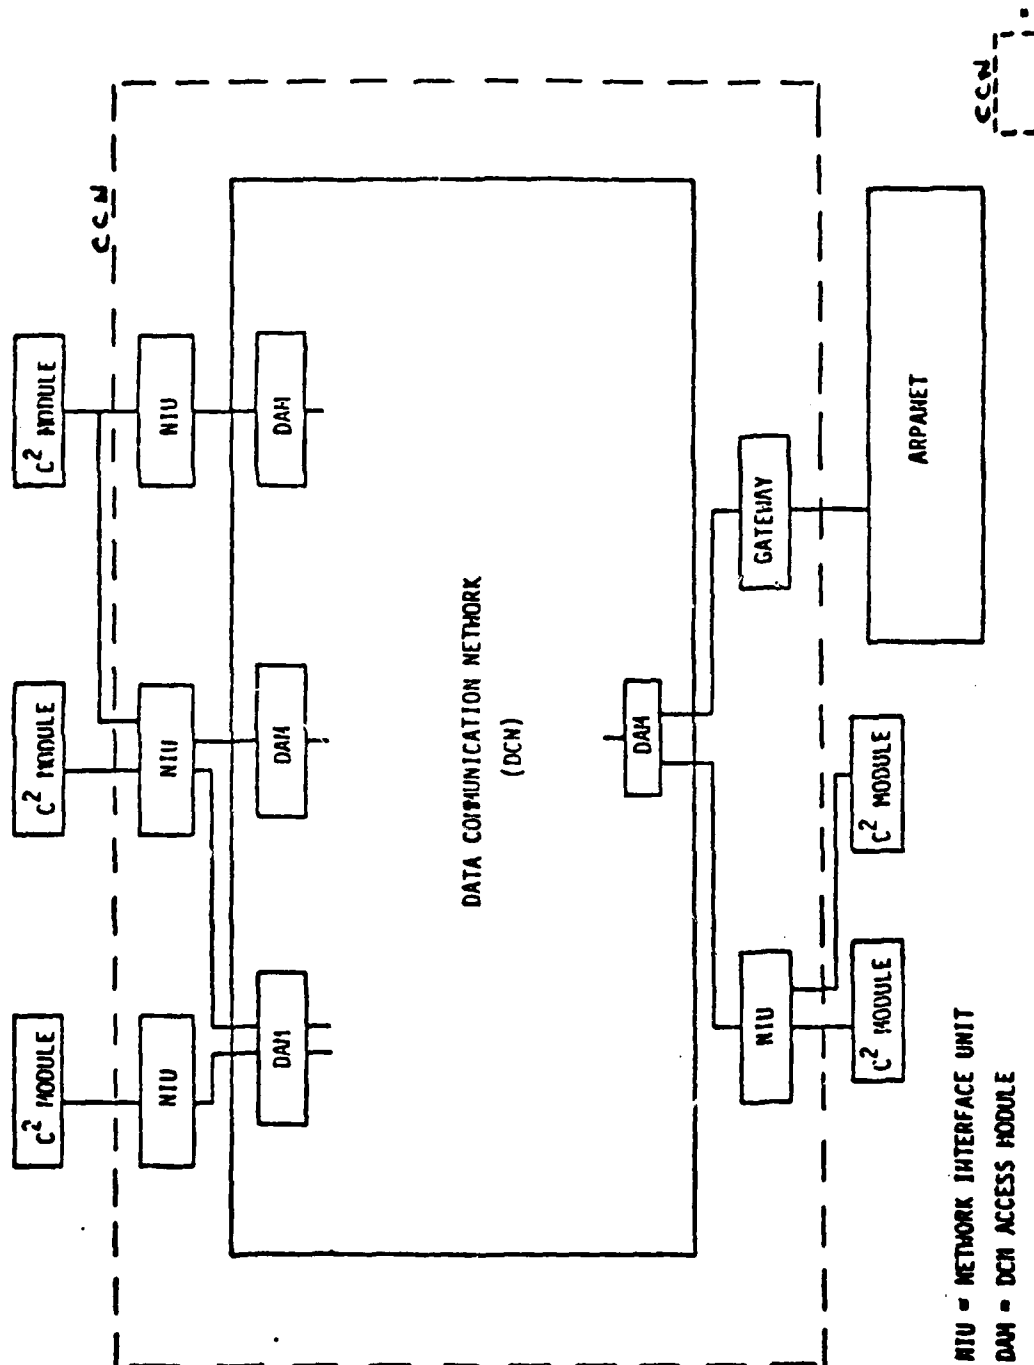 C² MODULE
C² MODULE
C² MODULE
CCN
NIU
NIU
NIU
DAM
DAM
DAM
DATA COMMUNICATION NETWORK
(DCN)
DAM
NIU
GATEWAY
C² MODULE
C² MODULE
ARPANET
NIU = NETWORK INTERFACE UNIT
DAM = DCN ACCESS MODULE
CCN
=